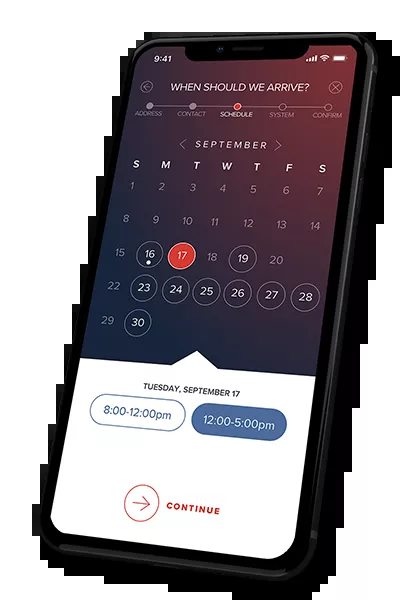 9:41
WHEN SHOULD WE ARRIVE?
ADDRESS CONTACT SCHEDULE SYSTEM CONFIRM
SEPTEMBER
S M T W T F S
1 2 3 4 5 6 7
8 9 10 11 12 13 14
15 16 17 18 19 20
22 23 24 25 26 27 28
29 30
TUESDAY, SEPTEMBER 17
8:00-12:00pm 12:00-5:00pm
CONTINUE